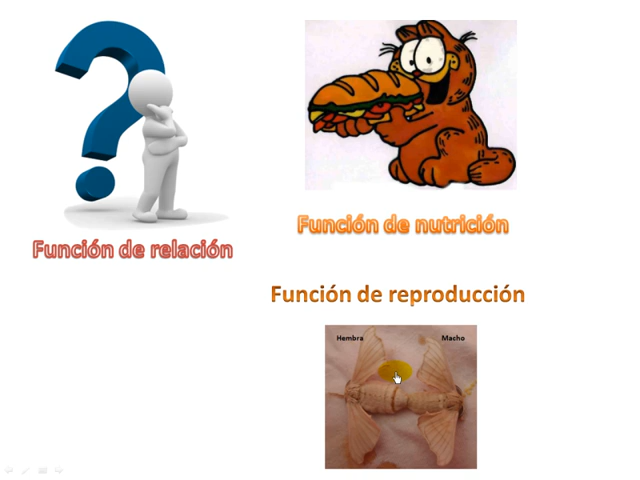 Función de relación
Función de nutrición
Función de reproducción
Hembra Macho